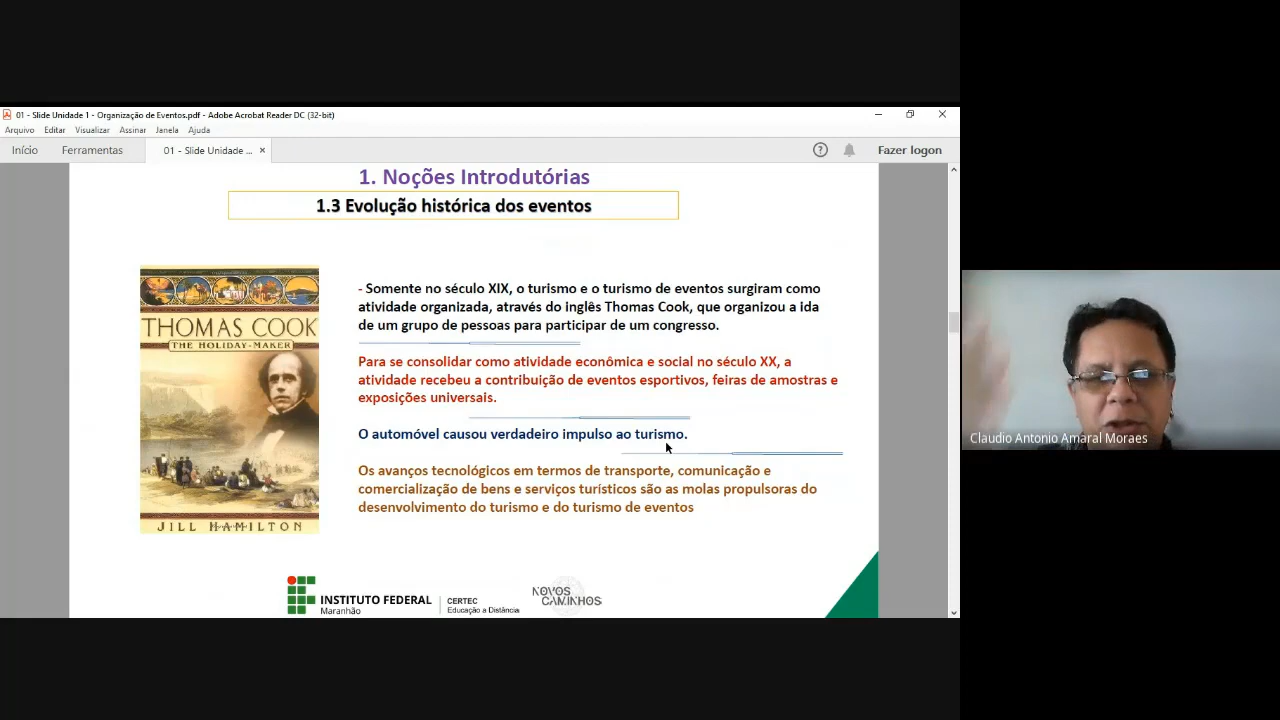 01 - Slide Unidade 1 - Organização de Eventos.pdf - Adobe Acrobat Reader DC (32-bit)
Arquivo Editar Visualizar Assinar Janela Ajuda
Início Ferramentas 01 - Slide Unidade ... × Fazer logon
1. Noções Introdutórias
1.3 Evolução histórica dos eventos
- Somente no século XIX, o turismo e o turismo de eventos surgiram como
atividade organizada, através do inglês Thomas Cook, que organizou a ida
de um grupo de pessoas para participar de um congresso.
Para se consolidar como atividade econômica e social no século XX, a
atividade recebeu a contribuição de eventos esportivos, feiras de amostras e
exposições universais.
O automóvel causou verdadeiro impulso ao turismo.
Os avanços tecnológicos em termos de transporte, comunicação e
comercialização de bens e serviços turísticos são as molas propulsoras do
desenvolvimento do turismo e do turismo de eventos
THOMAS COOK
THE HOLIDAY-MAKER
JILL HAMILTON
INSTITUTO FEDERAL
Maranhão
CERTEC
Educação a Distância
NOVOS
CAMINHOS
Claudio Antonio Amaral Moraes